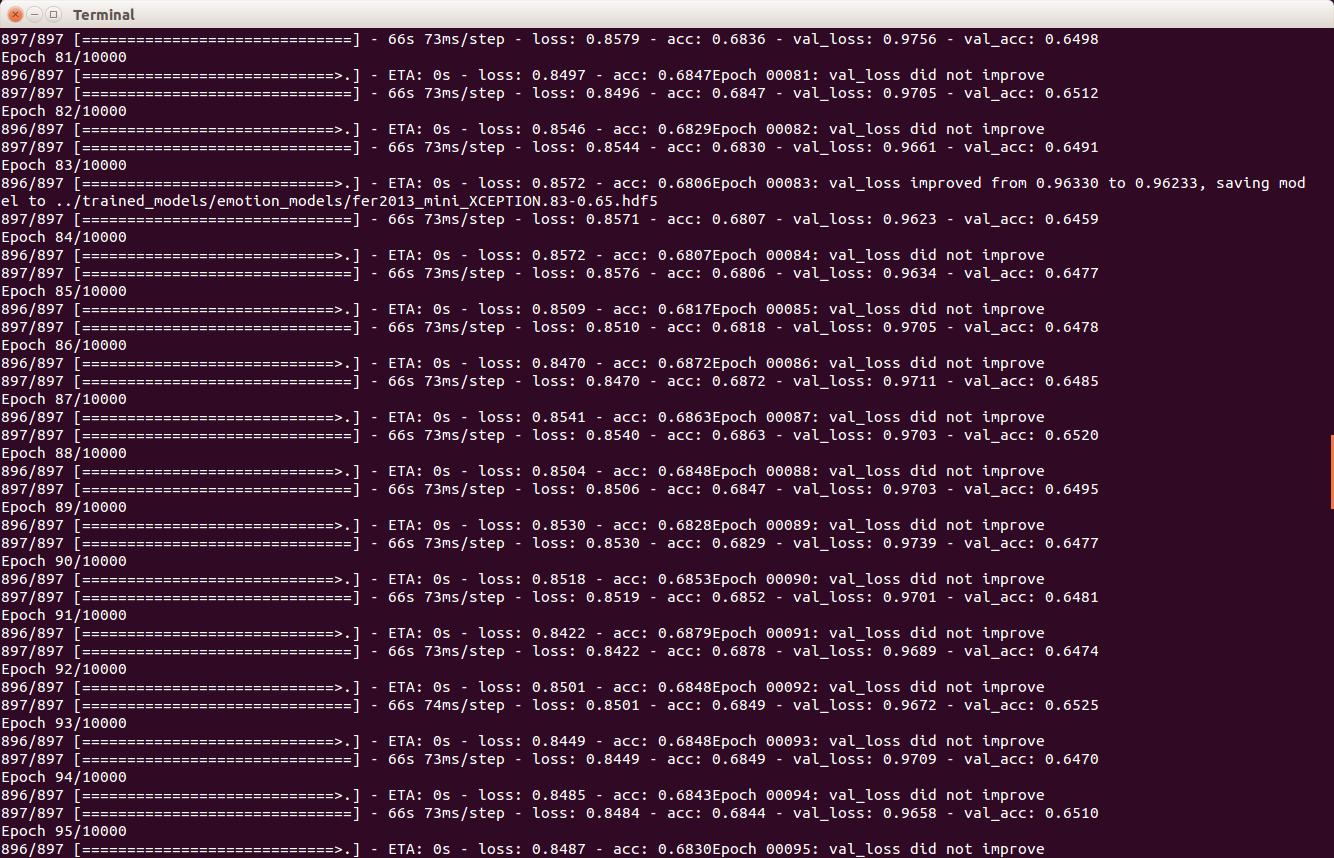 Terminal
897/897 [==============================] - 66s 73ms/step - loss: 0.8579 - acc: 0.6836 - val_loss: 0.9756 - val_acc: 0.6498
Epoch 81/10000
896/897 [============================>.] - ETA: 0s - loss: 0.8497 - acc: 0.6847Epoch 00081: val_loss did not improve
897/897 [==============================] - 66s 73ms/step - loss: 0.8496 - acc: 0.6847 - val_loss: 0.9705 - val_acc: 0.6512
Epoch 82/10000
896/897 [============================>.] - ETA: 0s - loss: 0.8546 - acc: 0.6829Epoch 00082: val_loss did not improve
897/897 [==============================] - 66s 73ms/step - loss: 0.8544 - acc: 0.6830 - val_loss: 0.9661 - val_acc: 0.6491
Epoch 83/10000
896/897 [============================>.] - ETA: 0s - loss: 0.8572 - acc: 0.6806Epoch 00083: val_loss improved from 0.96330 to 0.96233, saving mod
el to ../trained_models/emotion_models/fer2013_mini_XCEPTION.83-0.65.hdf5
897/897 [==============================] - 66s 73ms/step - loss: 0.8571 - acc: 0.6807 - val_loss: 0.9623 - val_acc: 0.6459
Epoch 84/10000
896/897 [============================>.] - ETA: 0s - loss: 0.8572 - acc: 0.6807Epoch 00084: val_loss did not improve
897/897 [==============================] - 66s 73ms/step - loss: 0.8576 - acc: 0.6806 - val_loss: 0.9634 - val_acc: 0.6477
Epoch 85/10000
896/897 [============================>.] - ETA: 0s - loss: 0.8509 - acc: 0.6817Epoch 00085: val_loss did not improve
897/897 [==============================] - 66s 73ms/step - loss: 0.8510 - acc: 0.6818 - val_loss: 0.9705 - val_acc: 0.6478
Epoch 86/10000
896/897 [============================>.] - ETA: 0s - loss: 0.8470 - acc: 0.6872Epoch 00086: val_loss did not improve
897/897 [==============================] - 66s 73ms/step - loss: 0.8470 - acc: 0.6872 - val_loss: 0.9711 - val_acc: 0.6485
Epoch 87/10000
896/897 [============================>.] - ETA: 0s - loss: 0.8541 - acc: 0.6863Epoch 00087: val_loss did not improve
897/897 [==============================] - 66s 73ms/step - loss: 0.8540 - acc: 0.6863 - val_loss: 0.9703 - val_acc: 0.6520
Epoch 88/10000
896/897 [============================>.] - ETA: 0s - loss: 0.8504 - acc: 0.6848Epoch 00088: val_loss did not improve
897/897 [==============================] - 66s 73ms/step - loss: 0.8506 - acc: 0.6847 - val_loss: 0.9703 - val_acc: 0.6495
Epoch 89/10000
896/897 [============================>.] - ETA: 0s - loss: 0.8530 - acc: 0.6828Epoch 00089: val_loss did not improve
897/897 [==============================] - 66s 73ms/step - loss: 0.8530 - acc: 0.6829 - val_loss: 0.9739 - val_acc: 0.6477
Epoch 90/10000
896/897 [============================>.] - ETA: 0s - loss: 0.8518 - acc: 0.6853Epoch 00090: val_loss did not improve
897/897 [==============================] - 66s 73ms/step - loss: 0.8519 - acc: 0.6852 - val_loss: 0.9701 - val_acc: 0.6481
Epoch 91/10000
896/897 [============================>.] - ETA: 0s - loss: 0.8422 - acc: 0.6879Epoch 00091: val_loss did not improve
897/897 [==============================] - 66s 73ms/step - loss: 0.8422 - acc: 0.6878 - val_loss: 0.9689 - val_acc: 0.6474
Epoch 92/10000
896/897 [============================>.] - ETA: 0s - loss: 0.8501 - acc: 0.6848Epoch 00092: val_loss did not improve
897/897 [==============================] - 66s 74ms/step - loss: 0.8501 - acc: 0.6849 - val_loss: 0.9672 - val_acc: 0.6525
Epoch 93/10000
896/897 [============================>.] - ETA: 0s - loss: 0.8449 - acc: 0.6848Epoch 00093: val_loss did not improve
897/897 [==============================] - 66s 73ms/step - loss: 0.8449 - acc: 0.6849 - val_loss: 0.9709 - val_acc: 0.6470
Epoch 94/10000
896/897 [============================>.] - ETA: 0s - loss: 0.8485 - acc: 0.6843Epoch 00094: val_loss did not improve
897/897 [==============================] - 66s 73ms/step - loss: 0.8484 - acc: 0.6844 - val_loss: 0.9658 - val_acc: 0.6510
Epoch 95/10000
896/897 [============================>.] - ETA: 0s - loss: 0.8487 - acc: 0.6830Epoch 00095: val_loss did not improve